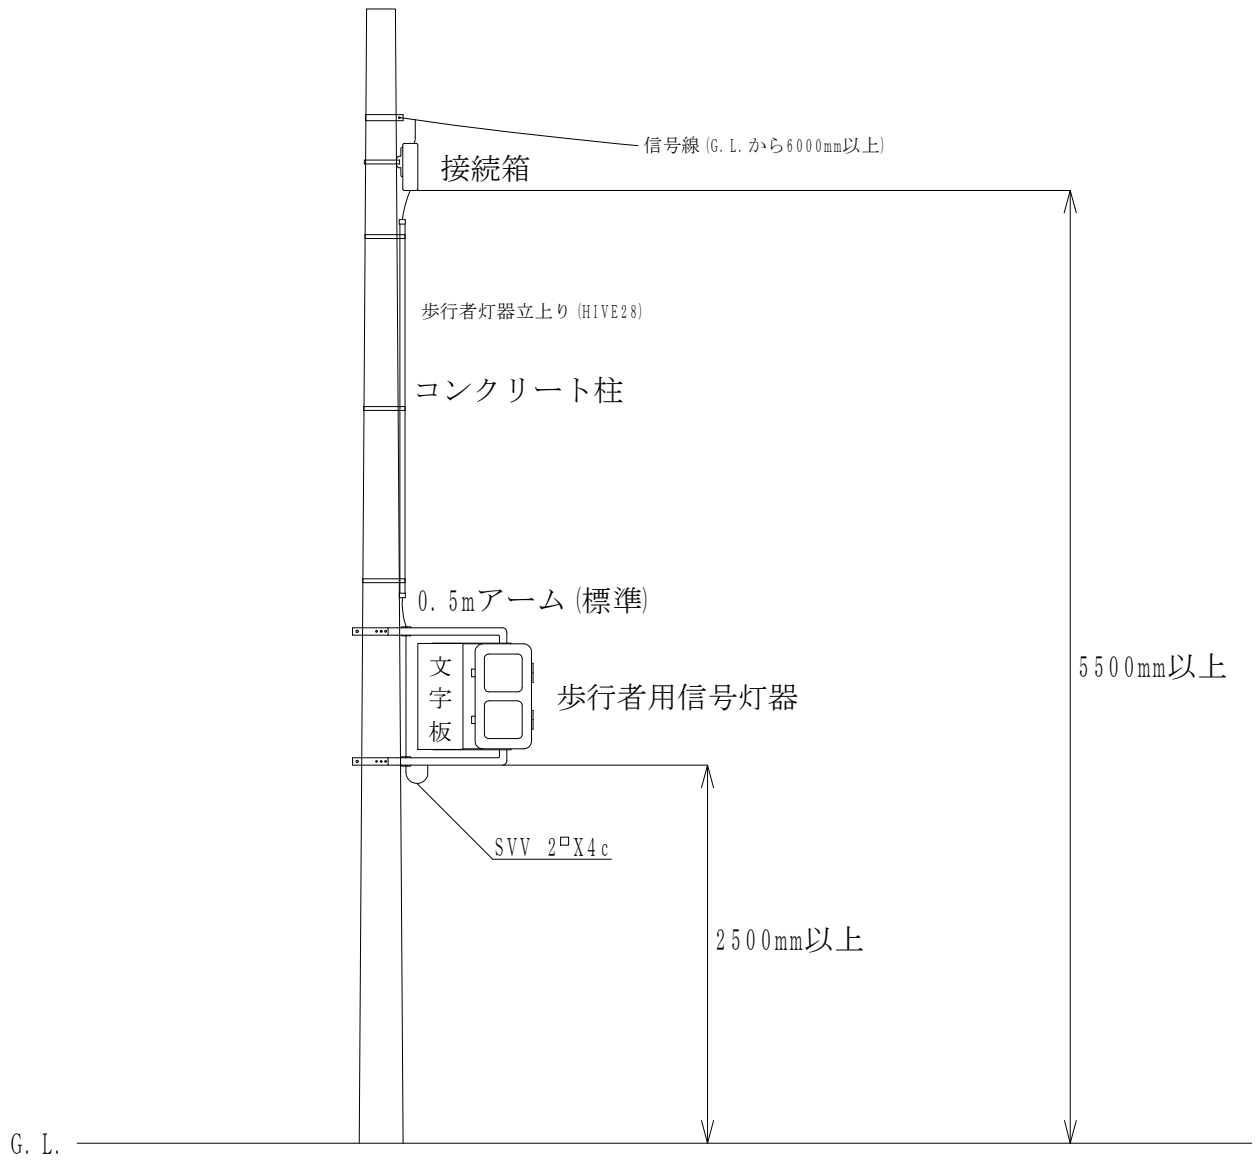 信号線(G.L.から6000mm以上)
接続箱
歩行者灯器立上り(HIVE28)
コンクリート柱
0.5mアーム(標準)
文字板
歩行者用信号灯器
5500mm以上
SVV 2□X4c
2500mm以上
G.L.